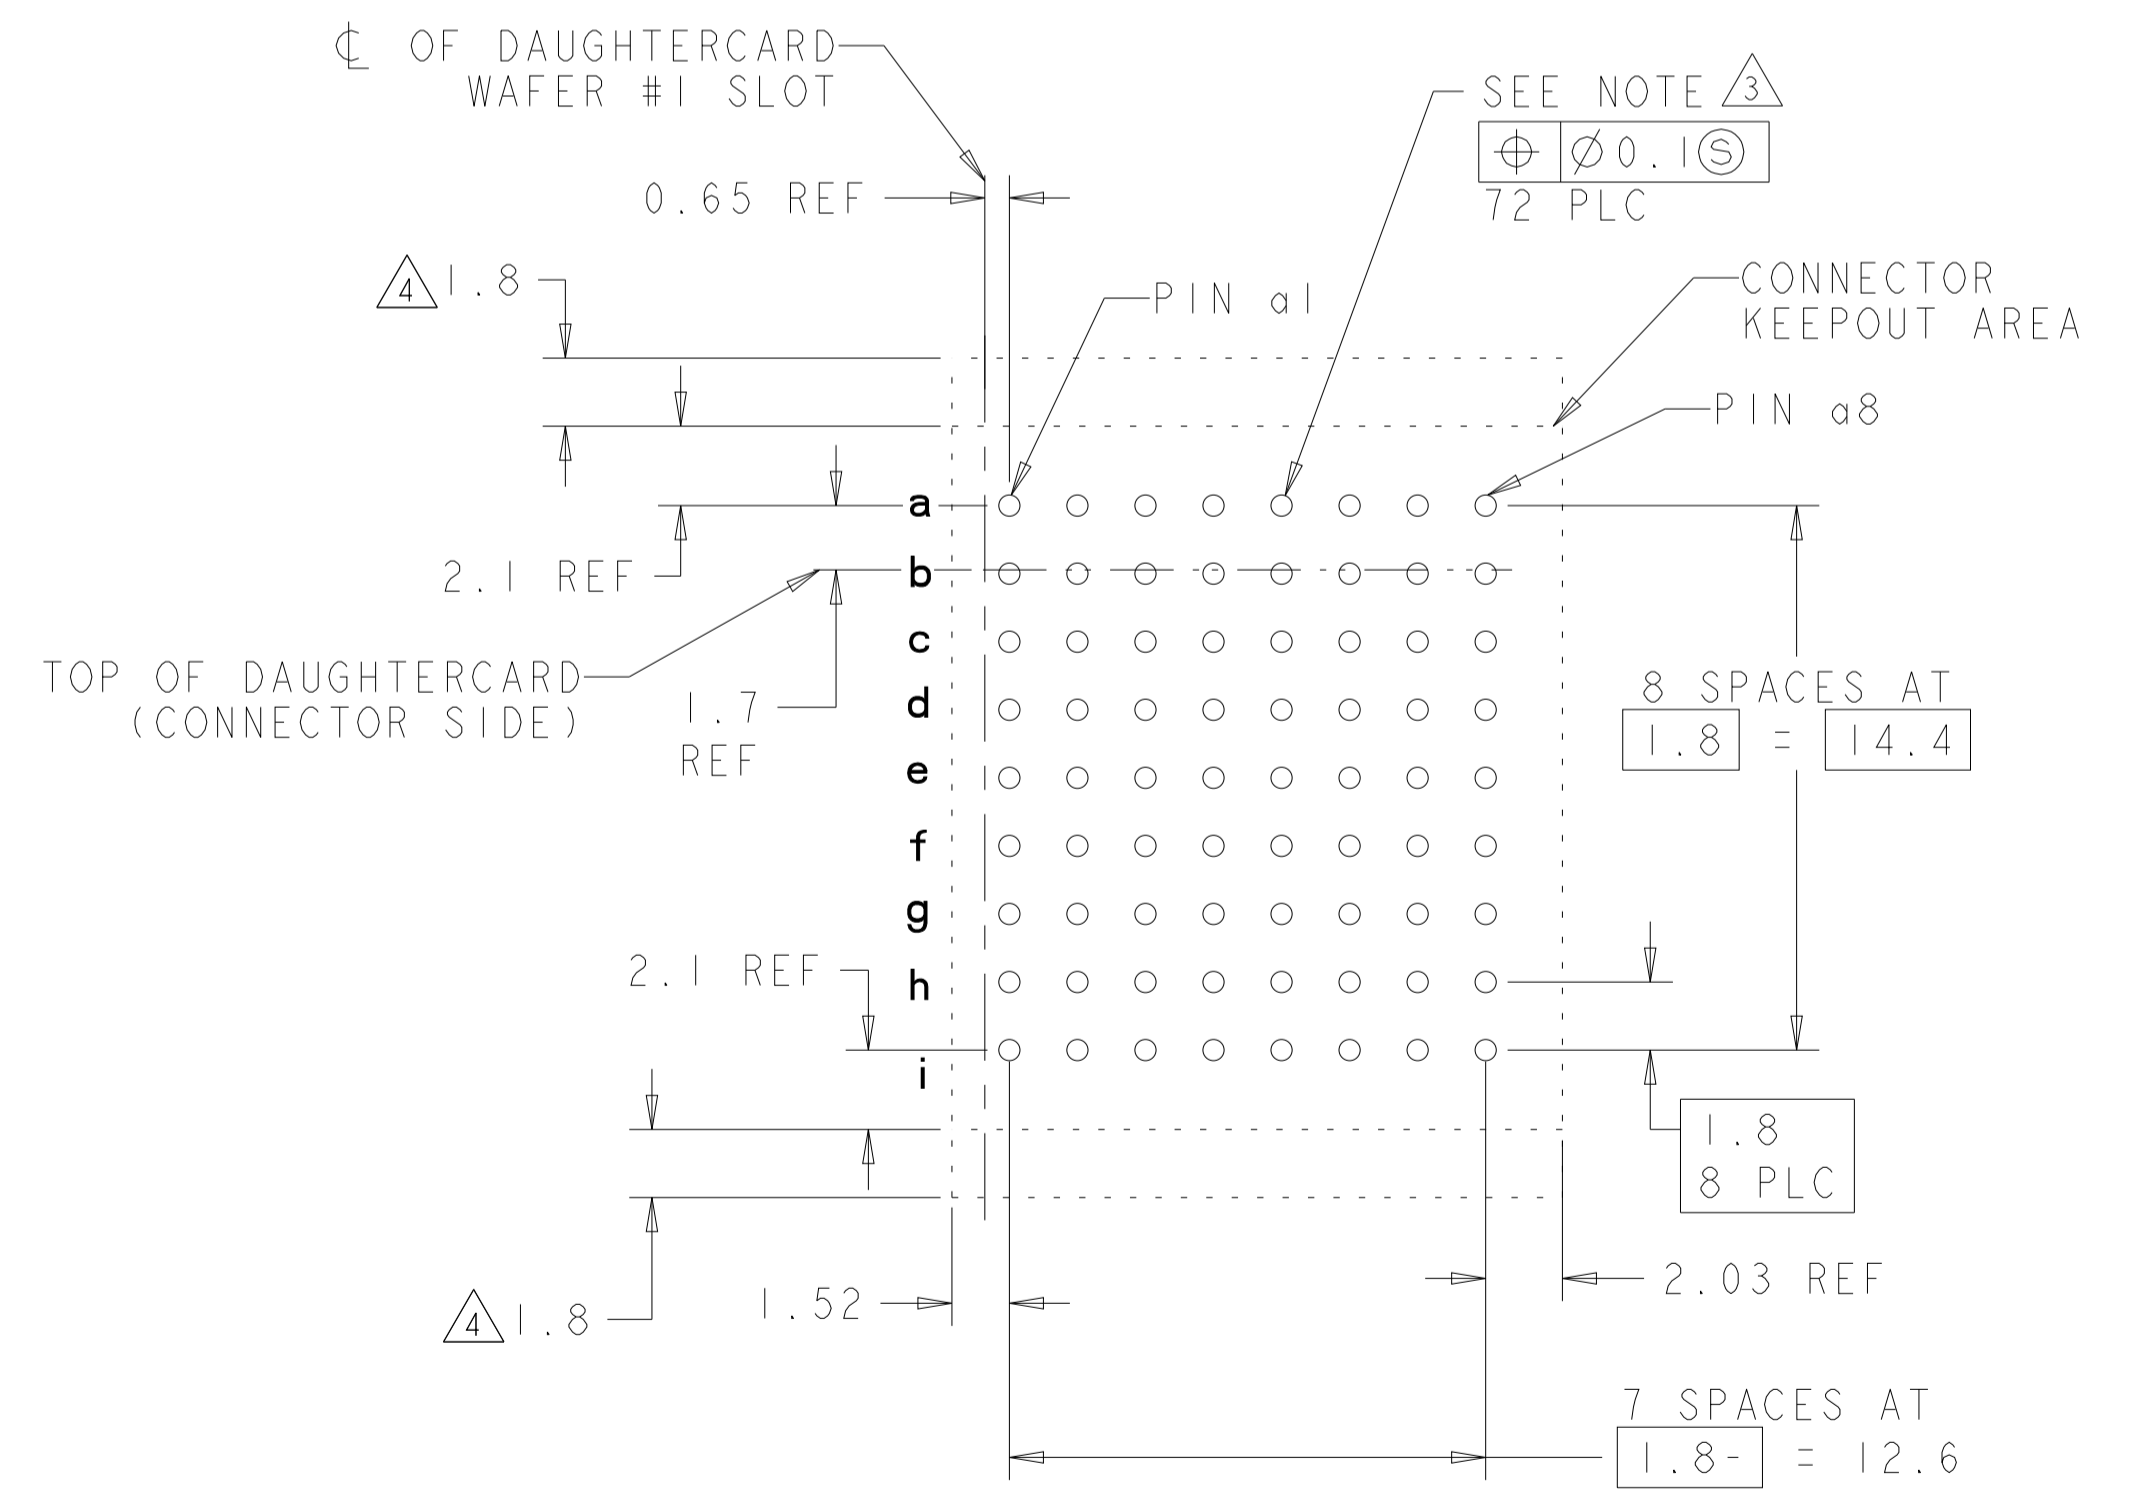 ℄ OF DAUGHTERCARD
WAFER #1 SLOT
SEE NOTE 3
⌖ ⌀0.1Ⓢ
72 PLC
0.65 REF
4 1.8
PIN a1
CONNECTOR
KEEPOUT AREA
PIN a8
a
2.1 REF
b
c
TOP OF DAUGHTERCARD
(CONNECTOR SIDE)
1.7
REF
d
8 SPACES AT
1.8 = 14.4
e
f
g
2.1 REF
h
i
1.8
8 PLC
2.03 REF
1.52
4 1.8
7 SPACES AT
1.8- = 12.6